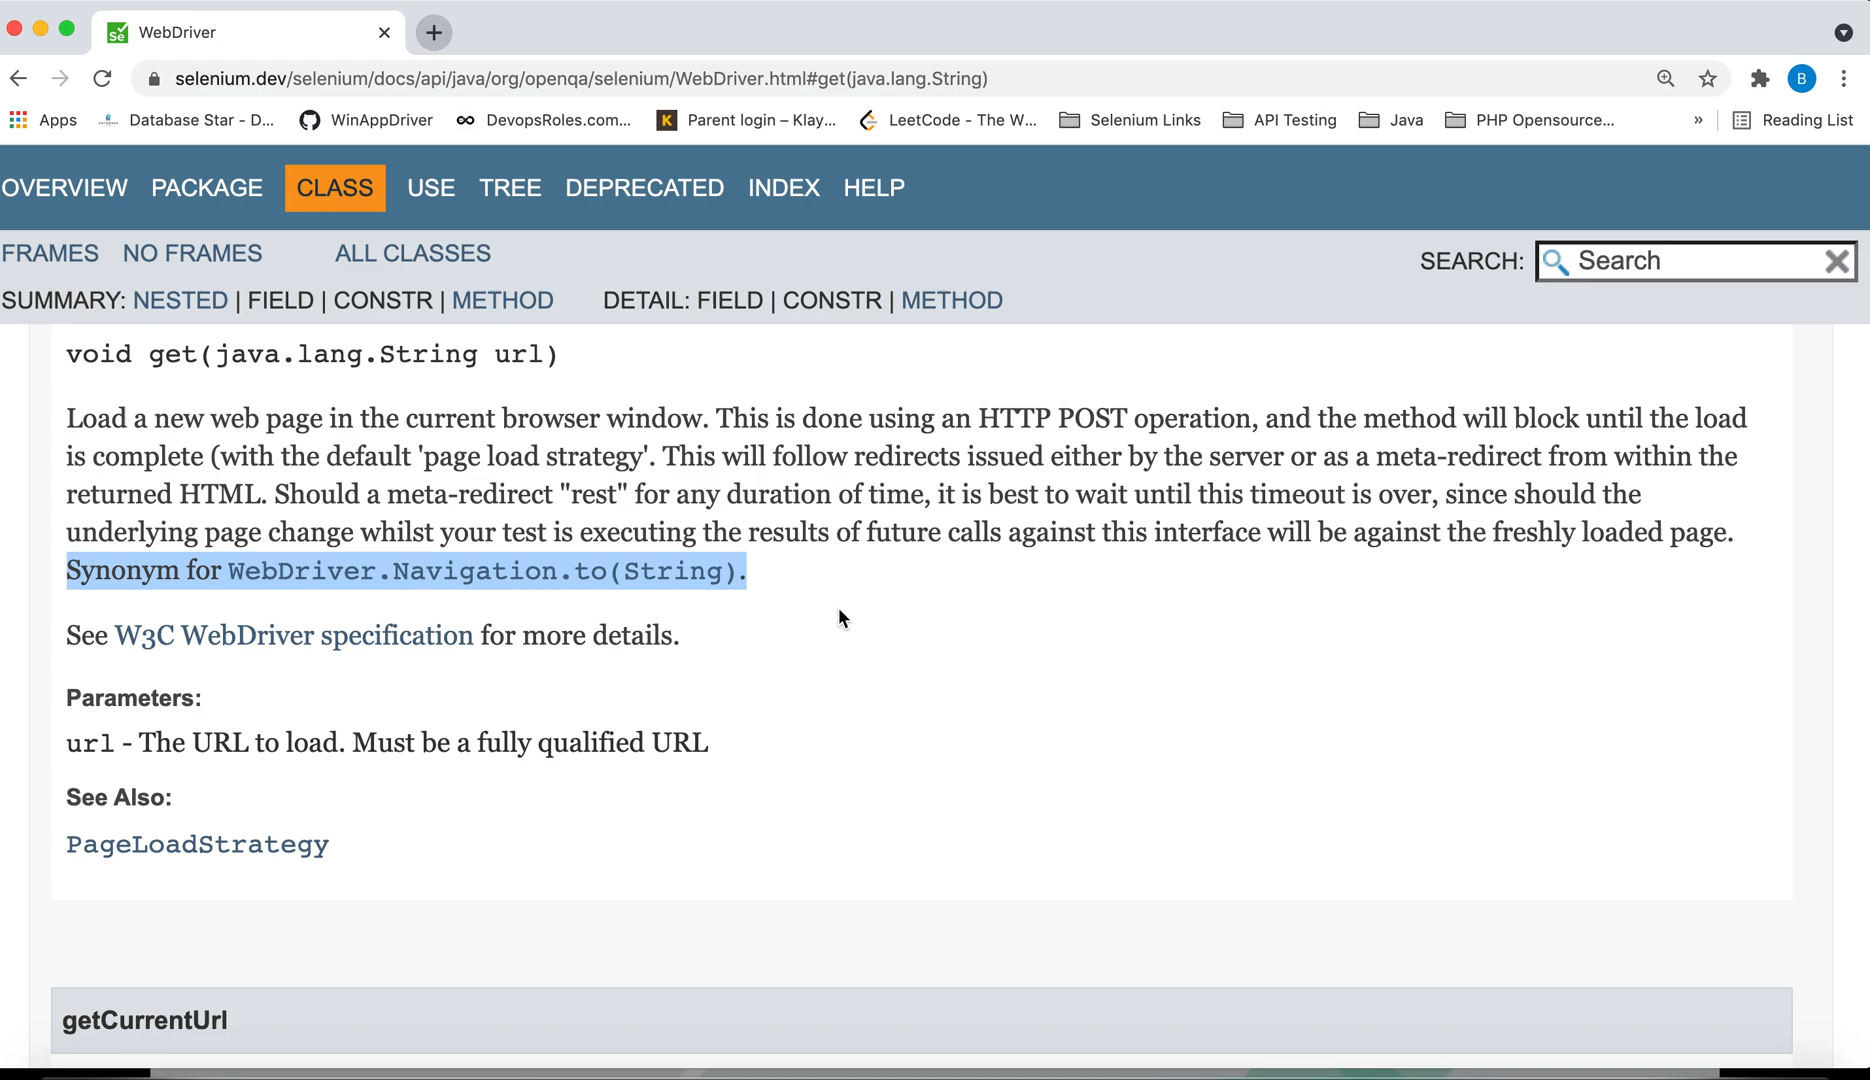 WebDriver
selenium.dev/selenium/docs/api/java/org/openqa/selenium/WebDriver.html#get(java.lang.String)
B
Apps Database Star - D... WinAppDriver DevopsRoles.com... K Parent login – Klay... LeetCode - The W... Selenium Links API Testing Java PHP Opensource... » Reading List
OVERVIEW PACKAGE CLASS USE TREE DEPRECATED INDEX HELP
FRAMES NO FRAMES ALL CLASSES
SEARCH: Search
SUMMARY: NESTED | FIELD | CONSTR | METHOD DETAIL: FIELD | CONSTR | METHOD
void get(java.lang.String url)
Load a new web page in the current browser window. This is done using an HTTP POST operation, and the method will block until the load
is complete (with the default 'page load strategy'. This will follow redirects issued either by the server or as a meta-redirect from within the
returned HTML. Should a meta-redirect "rest" for any duration of time, it is best to wait until this timeout is over, since should the
underlying page change whilst your test is executing the results of future calls against this interface will be against the freshly loaded page.
Synonym for WebDriver.Navigation.to(String).
See W3C WebDriver specification for more details.
Parameters:
url - The URL to load. Must be a fully qualified URL
See Also:
PageLoadStrategy
getCurrentUrl